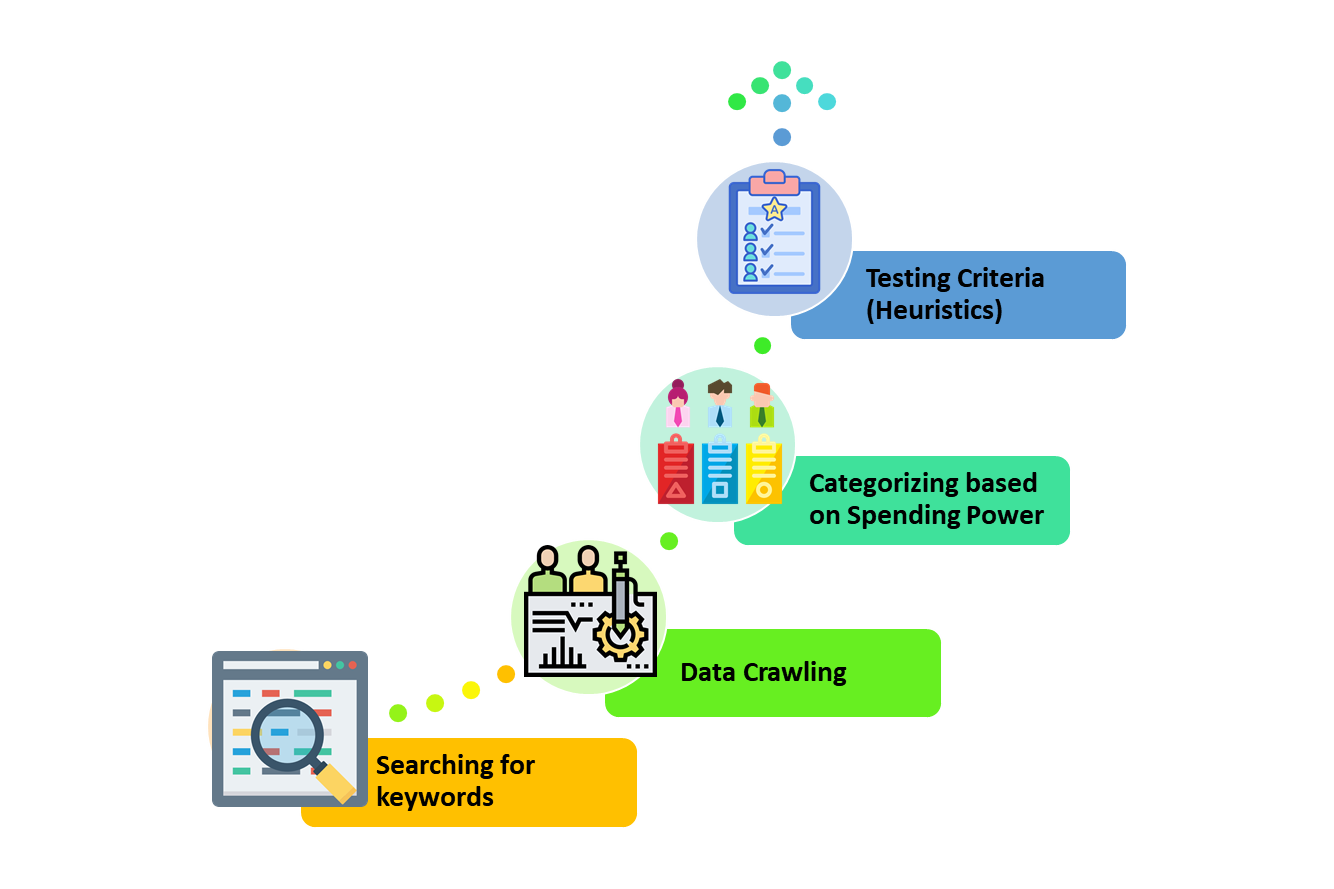 A
Testing Criteria
(Heuristics)
Categorizing based
on Spending Power
Data Crawling
Searching for
keywords